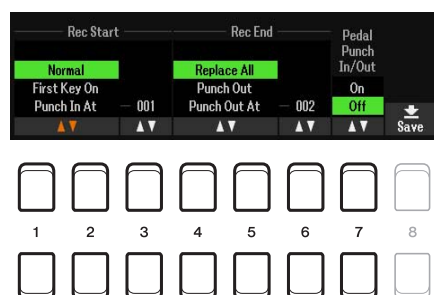 Rec Start Rec End Pedal
Punch
In/Out
Normal Replace All
First Key On Punch Out On
Punch In At – 001 Punch Out At – 002 Off
▲▼ ▲▼ ▲▼ ▲▼ ▲▼ Save
1 2 3 4 5 6 7 8